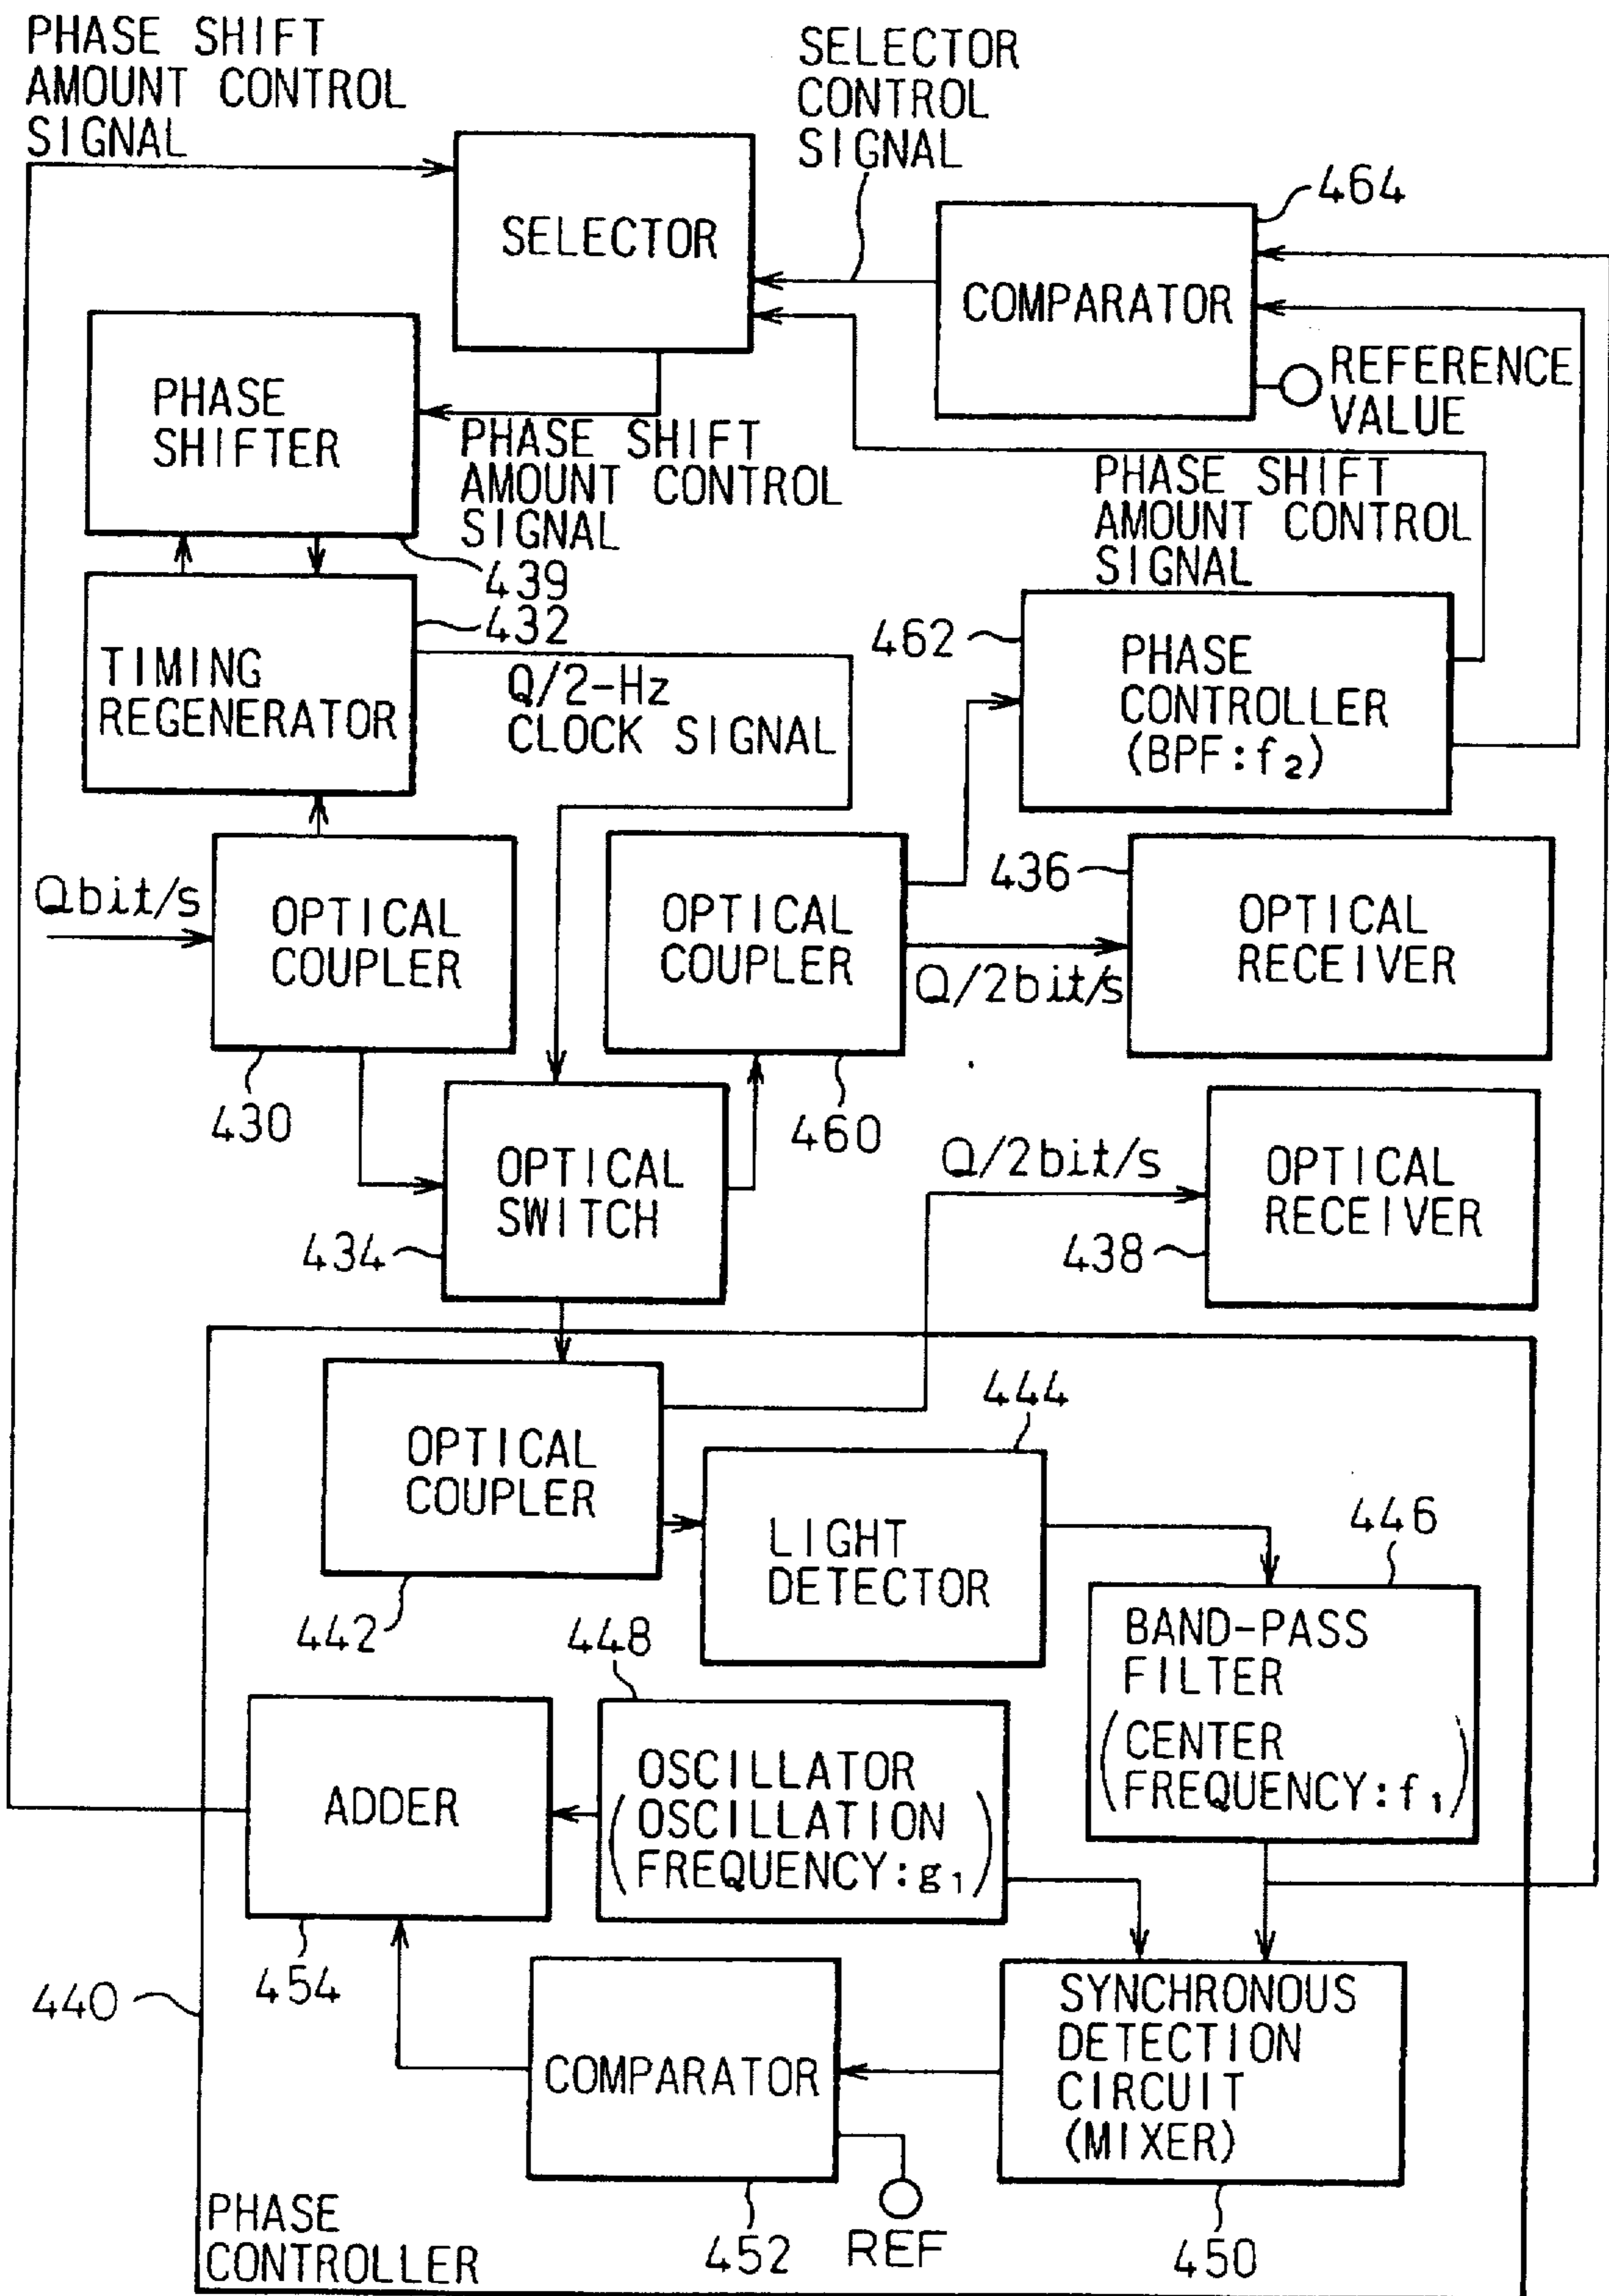 PHASE SHIFT
AMOUNT CONTROL
SIGNAL
SELECTOR
CONTROL
SIGNAL
464
SELECTOR
COMPARATOR
REFERENCE
VALUE
PHASE
SHIFTER
PHASE SHIFT
AMOUNT CONTROL
SIGNAL
PHASE SHIFT
AMOUNT CONTROL
SIGNAL
439
432
462
TIMING
REGENERATOR
Q/2-Hz
CLOCK SIGNAL
PHASE
CONTROLLER
(BPF:f₂)
Qbit/s
OPTICAL
COUPLER
OPTICAL
COUPLER
436
OPTICAL
RECEIVER
Q/2bit/s
430
460
OPTICAL
SWITCH
434
Q/2bit/s
OPTICAL
RECEIVER
438
OPTICAL
COUPLER
444
LIGHT
DETECTOR
446
442
448
BAND-PASS
FILTER
(CENTER
FREQUENCY:f₁)
ADDER
OSCILLATOR
(OSCILLATION
FREQUENCY:g₁)
454
440
COMPARATOR
SYNCHRONOUS
DETECTION
CIRCUIT
(MIXER)
PHASE
CONTROLLER
452
REF
450